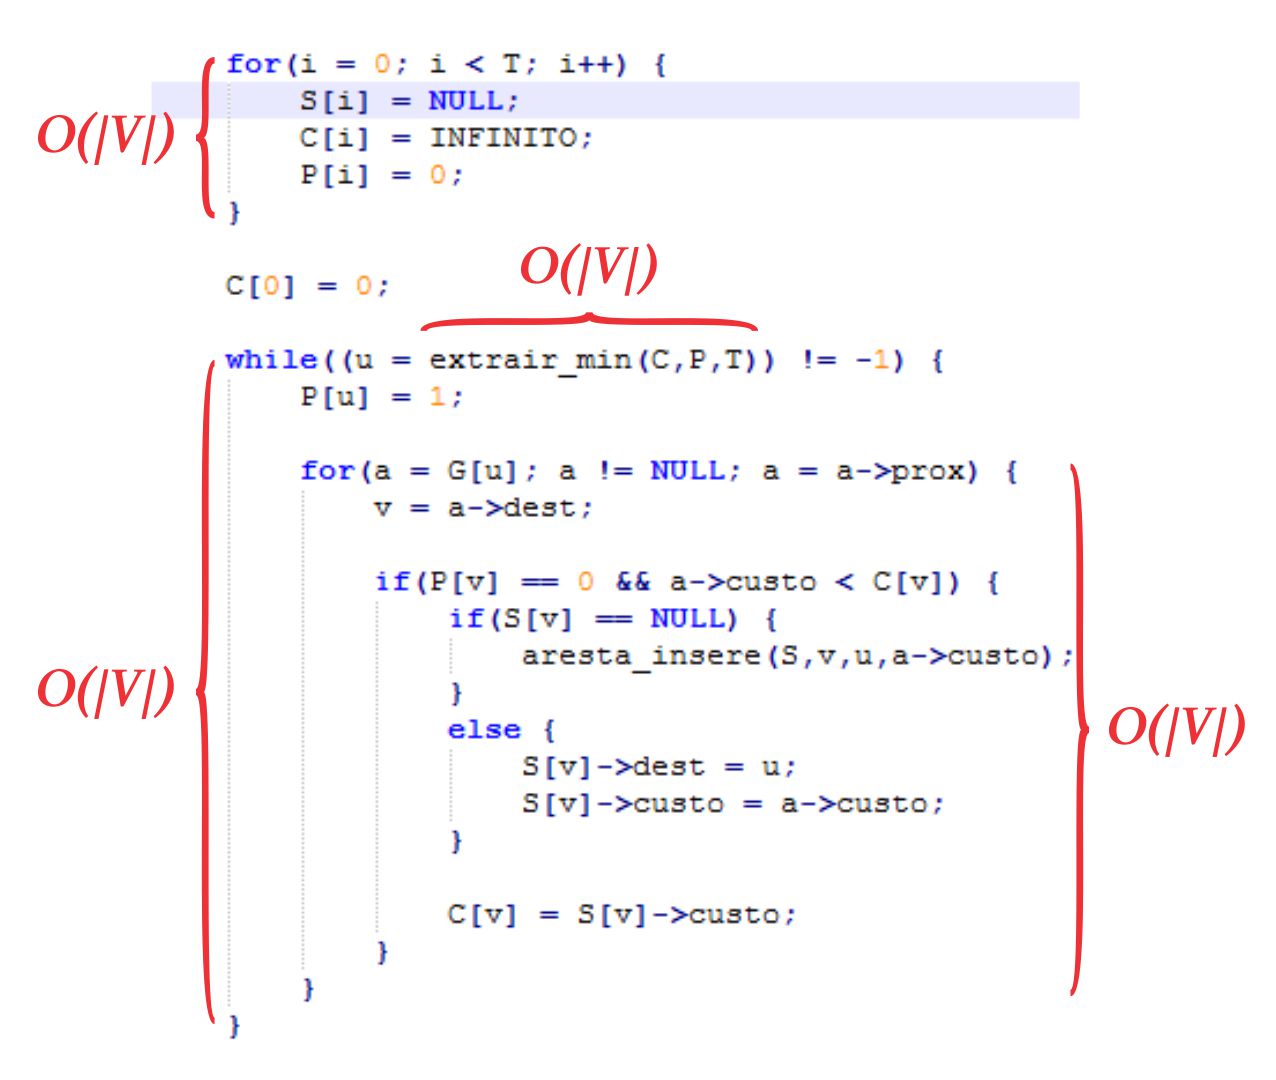 for(i = 0; i < T; i++) {
S[i] = NULL;
O(|V|)
C[i] = INFINITO;
P[i] = 0;
}
O(|V|)
C[0] = 0;
while((u = extrair_min(C,P,T)) != -1) {
P[u] = 1;
for(a = G[u]; a != NULL; a = a->prox) {
v = a->dest;
if(P[v] == 0 && a->custo < C[v]) {
if(S[v] == NULL) {
aresta_insere(S,v,u,a->custo);
}
O(|V|)
else {
O(|V|)
S[v]->dest = u;
S[v]->custo = a->custo;
}
C[v] = S[v]->custo;
}
}
}